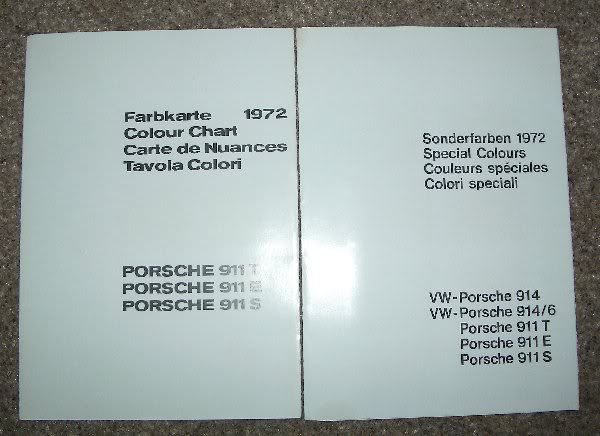 Farbkarte 1972
Colour Chart
Carte de Nuances
Tavola Colori
PORSCHE 911 T
PORSCHE 911 E
PORSCHE 911 S
Sonderfarben 1972
Special Colours
Couleurs spéciales
Colori speciali
VW-Porsche 914
VW-Porsche 914/6
Porsche 911 T
Porsche 911 E
Porsche 911 S